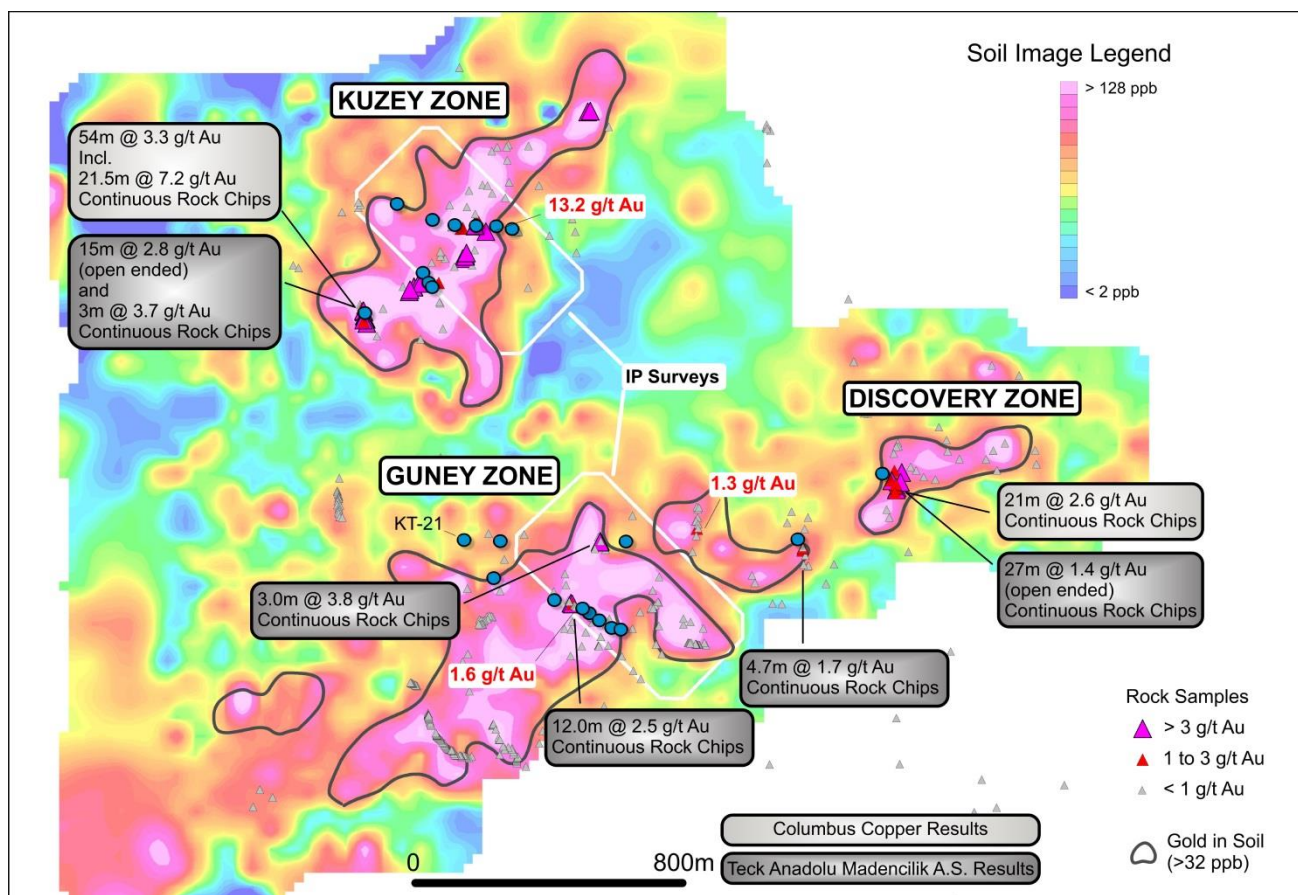 Soil Image Legend
> 128 ppb
< 2 ppb
KUZEY ZONE
54m @ 3.3 g/t Au
Incl.
21.5m @ 7.2 g/t Au
Continuous Rock Chips
15m @ 2.8 g/t Au
(open ended)
and
3m @ 3.7 g/t Au
Continuous Rock Chips
13.2 g/t Au
IP Surveys
DISCOVERY ZONE
GUNEY ZONE
1.3 g/t Au
KT-21
21m @ 2.6 g/t Au
Continuous Rock Chips
27m @ 1.4 g/t Au
(open ended)
Continuous Rock Chips
3.0m @ 3.8 g/t Au
Continuous Rock Chips
1.6 g/t Au
4.7m @ 1.7 g/t Au
Continuous Rock Chips
12.0m @ 2.5 g/t Au
Continuous Rock Chips
Rock Samples
> 3 g/t Au
1 to 3 g/t Au
< 1 g/t Au
Gold in Soil
(>32 ppb)
Columbus Copper Results
Teck Anadolu Madencilik A.S. Results
0
800m